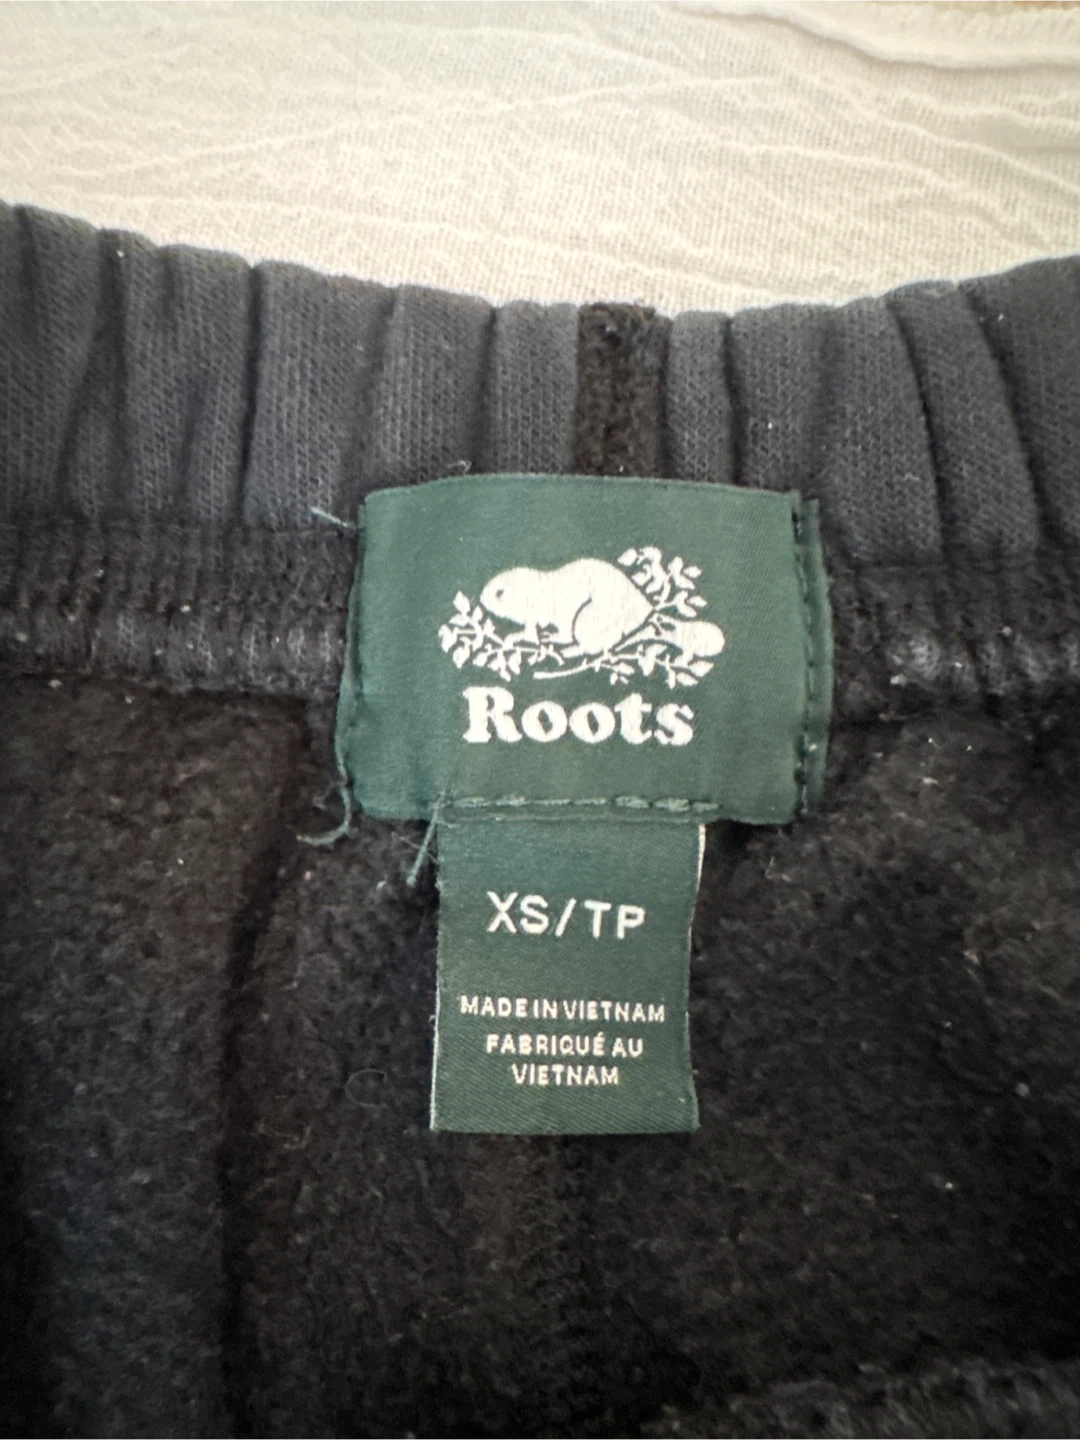 Roots
XS/TP
MADE IN VIETNAM
FABRIQUÉ AU
VIETNAM